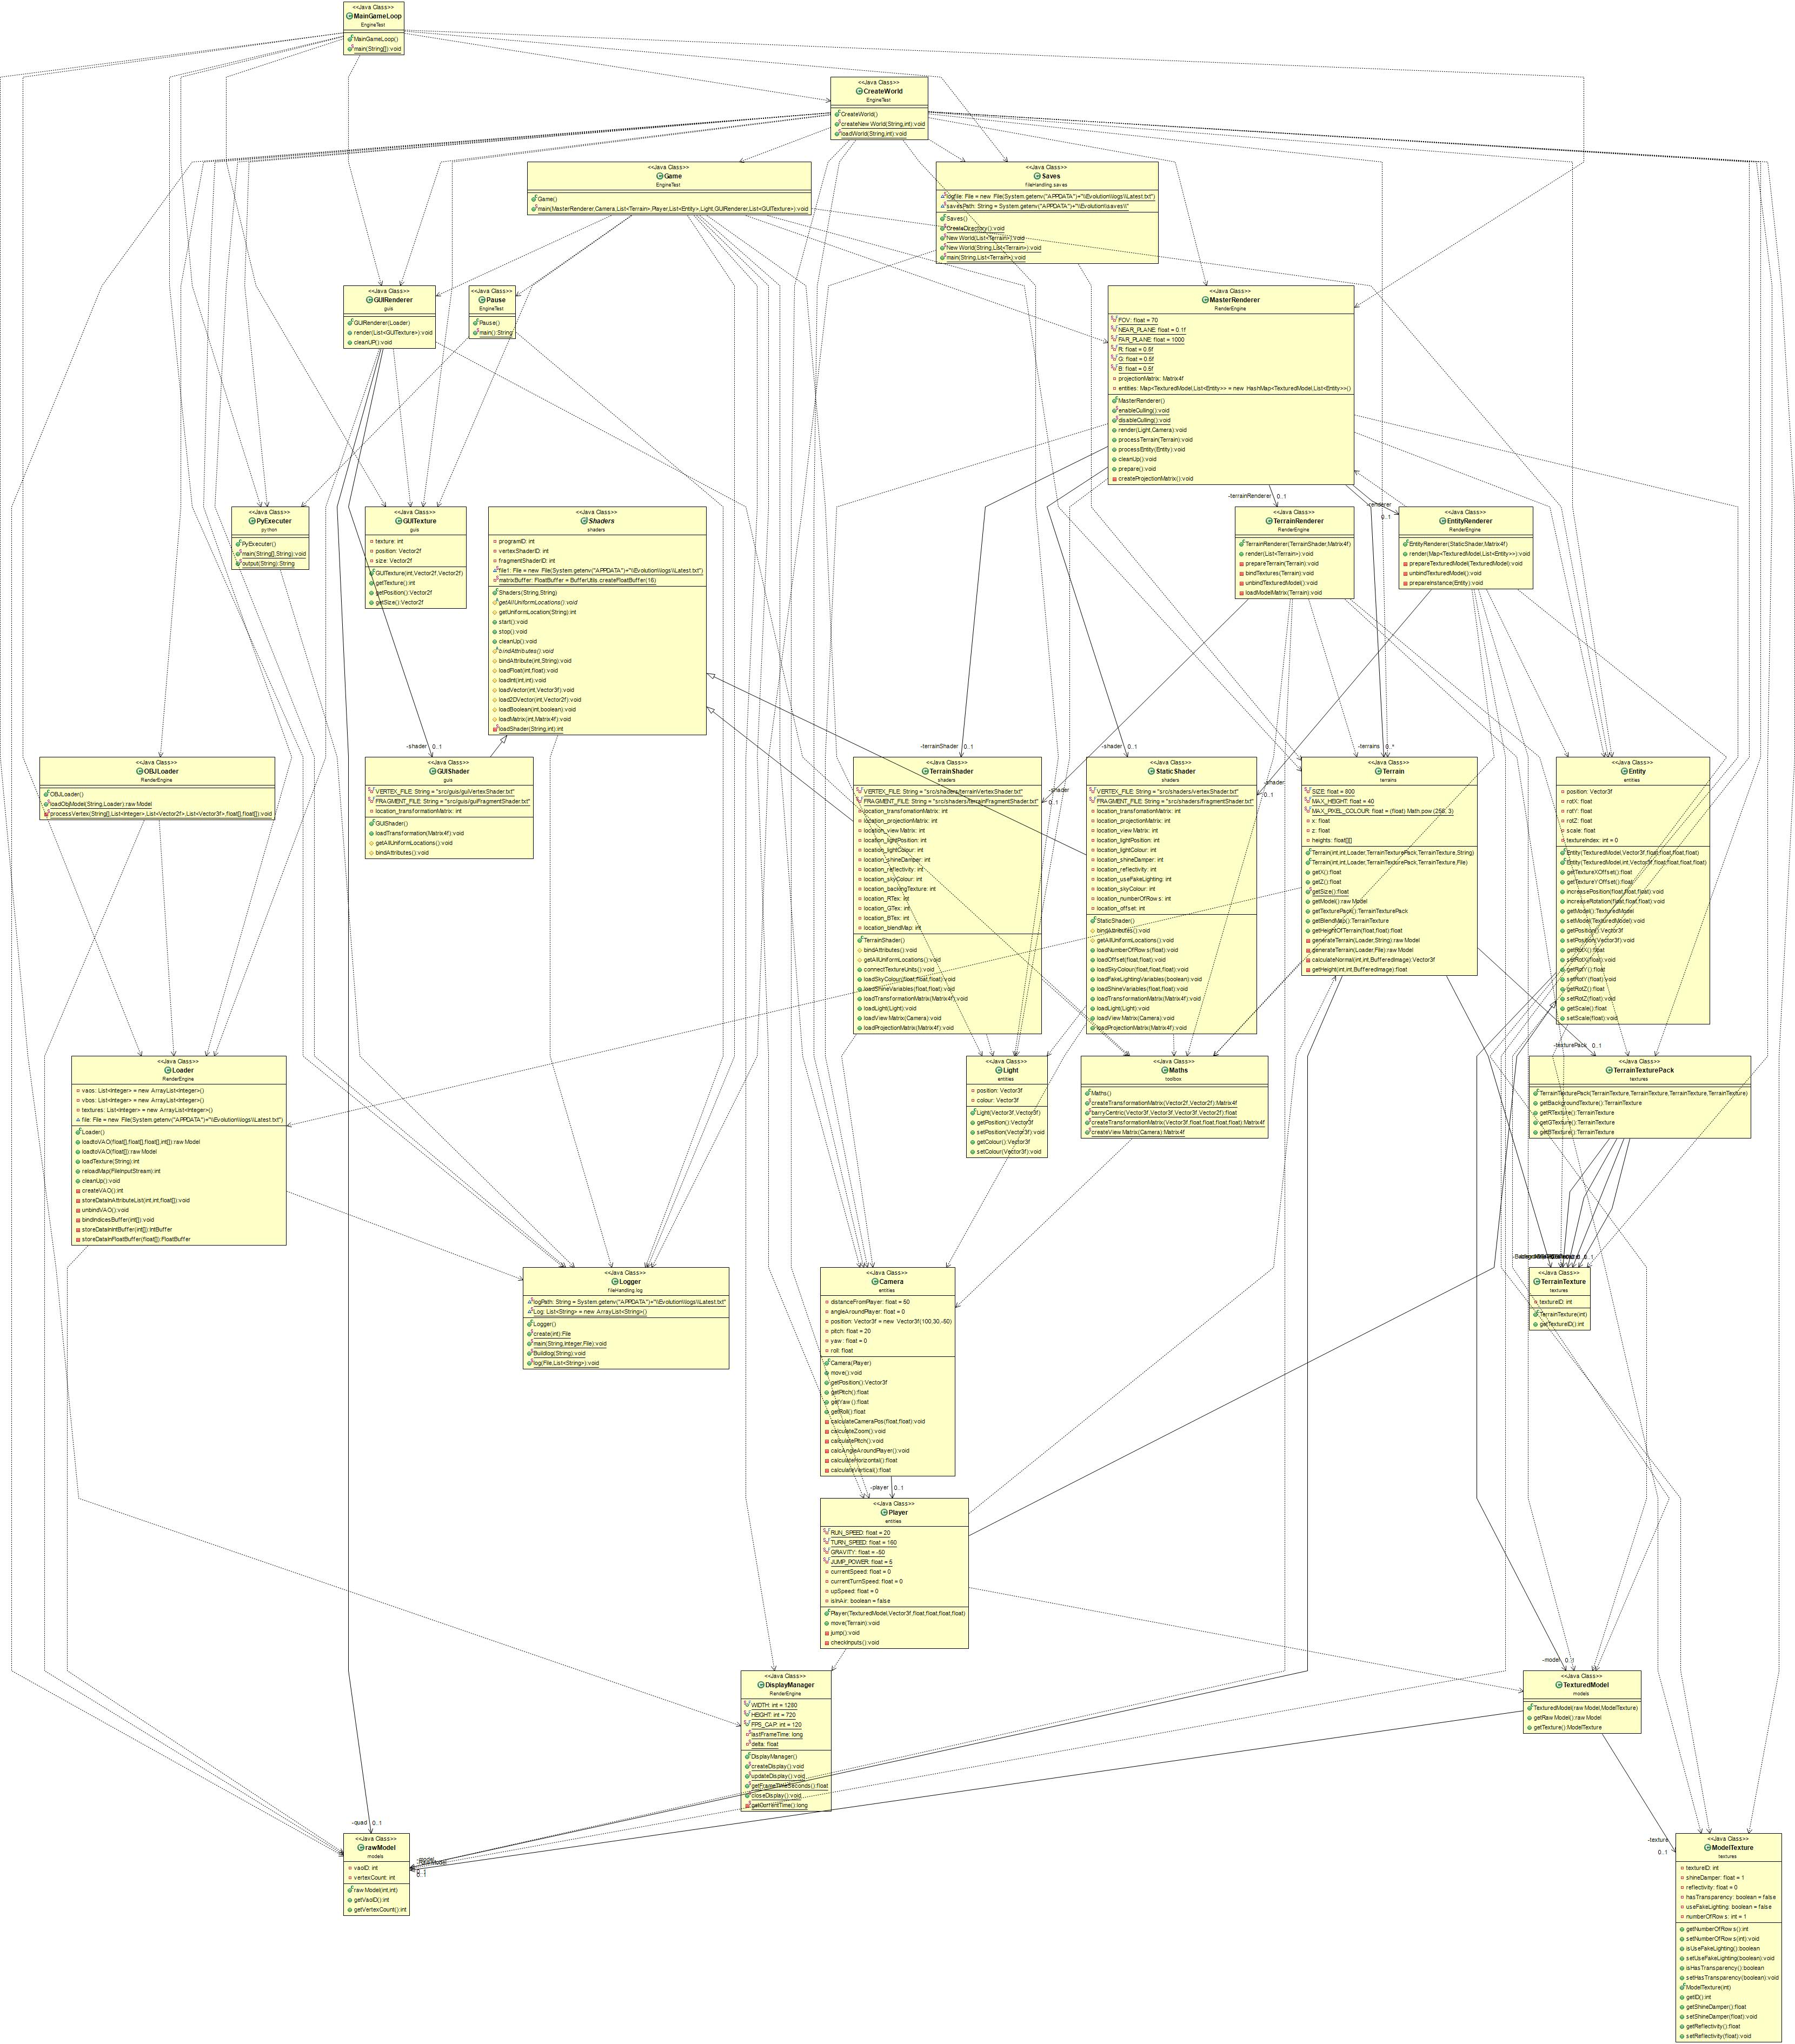 <<Java Class>>
MainGameLoop
EngineTest
MainGameLoop()
main(String[]):void
<<Java Class>>
CreateWorld
EngineTest
CreateWorld()
createNewWorld(String,int):void
loadWorld(String,int):void
<<Java Class>>
Game
EngineTest
Game()
main(MasterRenderer,Camera,List<Terrain>,Player,List<Entity>,Light,GUIRenderer,List<GUITexture>):void
<<Java Class>>
Saves
fileHandling.saves
logfile: File = new File(System.getenv("APPDATA")+"\\Evolution\\logs\\Latest.txt")
savesPath: String = System.getenv("APPDATA")+"\\Evolution\\saves\\"
Saves()
CreateDirectory():void
NewWorld(List<Terrain>):void
NewWorld(String,List<Terrain>):void
main(String,List<Terrain>):void
<<Java Class>>
GUIRenderer
guis
GUIRenderer(Loader)
render(List<GUITexture>):void
cleanUP():void
<<Java Class>>
Pause
EngineTest
Pause()
main():String
<<Java Class>>
MasterRenderer
RenderEngine
FOV: float = 70
NEAR_PLANE: float = 0.1f
FAR_PLANE: float = 1000
R: float = 0.5f
G: float = 0.5f
B: float = 0.5f
projectionMatrix: Matrix4f
entities: Map<TexturedModel,List<Entity>> = new HashMap<TexturedModel,List<Entity>>()
MasterRenderer()
enableCulling():void
disableCulling():void
render(Light,Camera):void
processTerrain(Terrain):void
processEntity(Entity):void
cleanUp():void
prepare():void
createProjectionMatrix():void
-terrainRenderer 0..1
-renderer
0..1
<<Java Class>>
PyExecuter
python
PyExecuter()
main(String[],String):void
output(String):String
<<Java Class>>
GUITexture
guis
texture: int
position: Vector2f
size: Vector2f
GUITexture(int,Vector2f,Vector2f)
getTexture():int
getPosition():Vector2f
getSize():Vector2f
<<Java Class>>
Shaders
shaders
programID: int
vertexShaderID: int
fragmentShaderID: int
file1: File = new File(System.getenv("APPDATA")+"\\Evolution\\logs\\Latest.txt")
matrixBuffer: FloatBuffer = BufferUtils.createFloatBuffer(16)
Shaders(String,String)
getAllUniformLocations():void
getUniformLocation(String):int
start():void
stop():void
cleanUp():void
bindAttributes():void
bindAttribute(int,String):void
loadFloat(int,float):void
loadInt(int,int):void
loadVector(int,Vector3f):void
load2DVector(int,Vector2f):void
loadBoolean(int,boolean):void
loadMatrix(int,Matrix4f):void
loadShader(String,int):int
<<Java Class>>
TerrainRenderer
RenderEngine
TerrainRenderer(TerrainShader,Matrix4f)
render(List<Terrain>):void
prepareTerrain(Terrain):void
bindTextures(Terrain):void
unbindTexturedModel():void
loadModelMatrix(Terrain):void
<<Java Class>>
EntityRenderer
RenderEngine
EntityRenderer(StaticShader,Matrix4f)
render(Map<TexturedModel,List<Entity>>):void
prepareTexturedModel(TexturedModel):void
unbindTexturedModel():void
prepareInstance(Entity):void
-shader 0..1
-terrainShader 0..1
-shader 0..1
-terrains 0..*
<<Java Class>>
OBJLoader
RenderEngine
OBJLoader()
loadObjModel(String,Loader):rawModel
processVertex(String[],List<Integer>,List<Vector2f>,List<Vector3f>,float[],float[]):void
<<Java Class>>
GUIShader
guis
VERTEX_FILE: String = "src/guis/guiVertexShader.txt"
FRAGMENT_FILE: String = "src/guis/guiFragmentShader.txt"
location_transformationMatrix: int
GUIShader()
loadTransformation(Matrix4f):void
getAllUniformLocations():void
bindAttributes():void
<<Java Class>>
TerrainShader
shaders
VERTEX_FILE: String = "src/shaders/terrainVertexShader.txt"
FRAGMENT_FILE: String = "src/shaders/terrainFragmentShader.txt"
location_transfomationMatrix: int
location_projectionMatrix: int
location_viewMatrix: int
location_lightPosition: int
location_lightColour: int
location_shineDamper: int
location_reflectivity: int
location_skyColour: int
location_backingTexture: int
location_RTex: int
location_GTex: int
location_BTex: int
location_blendMap: int
TerrainShader()
bindAttributes():void
getAllUniformLocations():void
connectTextureUnits():void
loadSkyColour(float,float,float):void
loadShineVariables(float,float):void
loadTransformationMatrix(Matrix4f):void
loadLight(Light):void
loadViewMatrix(Camera):void
loadProjectionMatrix(Matrix4f):void
-shader
0..1
<<Java Class>>
StaticShader
shaders
VERTEX_FILE: String = "src/shaders/vertexShader.txt"
FRAGMENT_FILE: String = "src/shaders/fragmentShader.txt"
location_transfomationMatrix: int
location_projectionMatrix: int
location_viewMatrix: int
location_lightPosition: int
location_lightColour: int
location_shineDamper: int
location_reflectivity: int
location_useFakeLighting: int
location_skyColour: int
location_numberOfRows: int
location_offset: int
StaticShader()
bindAttributes():void
getAllUniformLocations():void
loadNumberOfRows(float):void
loadOffset(float,float):void
loadSkyColour(float,float,float):void
loadFakeLightingVariables(boolean):void
loadShineVariables(float,float):void
loadTransformationMatrix(Matrix4f):void
loadLight(Light):void
loadViewMatrix(Camera):void
loadProjectionMatrix(Matrix4f):void
-shader
0..1
<<Java Class>>
Terrain
terrains
SIZE: float = 800
MAX_HEIGHT: float = 40
MAX_PIXEL_COLOUR: float = (float) Math.pow(256, 3)
x: float
z: float
heights: float[][]
Terrain(int,int,Loader,TerrainTexturePack,TerrainTexture,String)
Terrain(int,int,Loader,TerrainTexturePack,TerrainTexture,File)
getX():float
getZ():float
getSize():float
getModel():rawModel
getTexturePack():TerrainTexturePack
getBlendMap():TerrainTexture
getHeightOfTerrain(float,float):float
generateTerrain(Loader,String):rawModel
generateTerrain(Loader,File):rawModel
calculateNormal(int,int,BufferedImage):Vector3f
getHeight(int,int,BufferedImage):float
<<Java Class>>
Entity
entities
position: Vector3f
rotX: float
rotY: float
rotZ: float
scale: float
textureIndex: int = 0
Entity(TexturedModel,Vector3f,float,float,float,float)
Entity(TexturedModel,int,Vector3f,float,float,float,float)
getTextureXOffset():float
getTextureYOffset():float
increasePosition(float,float,float):void
increaseRotation(float,float,float):void
getModel():TexturedModel
setModel(TexturedModel):void
getPosition():Vector3f
setPosition(Vector3f):void
getRotX():float
setRotX(float):void
getRotY():float
setRotY(float):void
getRotZ():float
setRotZ(float):void
getScale():float
setScale(float):void
-texturePack 0..1
<<Java Class>>
Loader
RenderEngine
vaos: List<Integer> = new ArrayList<Integer>()
vbos: List<Integer> = new ArrayList<Integer>()
textures: List<Integer> = new ArrayList<Integer>()
file: File = new File(System.getenv("APPDATA")+"\\Evolution\\logs\\Latest.txt")
Loader()
loadtoVAO(float[],float[],float[],int[]):rawModel
loadtoVAO(float[]):rawModel
loadTexture(String):int
reloadMap(FileInputStream):int
cleanUp():void
createVAO():int
storeDataInAttributeList(int,int,float[]):void
unbindVAO():void
bindIndicesBuffer(int[]):void
storeDataInIntBuffer(int[]):IntBuffer
storeDataInFloatBuffer(float[]):FloatBuffer
<<Java Class>>
Light
entities
position: Vector3f
colour: Vector3f
Light(Vector3f,Vector3f)
getPosition():Vector3f
setPosition(Vector3f):void
getColour():Vector3f
setColour(Vector3f):void
<<Java Class>>
Maths
toolbox
Maths()
createTransformationMatrix(Vector2f,Vector2f):Matrix4f
barryCentric(Vector3f,Vector3f,Vector3f,Vector2f):float
createTransformationMatrix(Vector3f,float,float,float,float):Matrix4f
createViewMatrix(Camera):Matrix4f
<<Java Class>>
TerrainTexturePack
textures
TerrainTexturePack(TerrainTexture,TerrainTexture,TerrainTexture,TerrainTexture)
getBackgroundTexture():TerrainTexture
getRTexture():TerrainTexture
getGTexture():TerrainTexture
getBTexture():TerrainTexture
0..1
<<Java Class>>
Logger
fileHandling.log
logPath: String = System.getenv("APPDATA")+"\\Evolution\\logs\\Latest.txt"
Log: List<String> = new ArrayList<String>()
Logger()
create(int):File
main(String,Integer,File):void
Buildlog(String):void
log(File,List<String>):void
<<Java Class>>
Camera
entities
distanceFromPlayer: float = 50
angleAroundPlayer: float = 0
position: Vector3f = new Vector3f(100,30,-50)
pitch: float = 20
yaw: float = 0
roll: float
Camera(Player)
move():void
getPosition():Vector3f
getPitch():float
getYaw():float
getRoll():float
calculateCameraPos(float,float):void
calculateZoom():void
calculatePitch():void
calcAngleAroundPlayer():void
calculateHorizontal():float
calculateVertical():float
<<Java Class>>
TerrainTexture
textures
textureID: int
TerrainTexture(int)
getTextureID():int
-player 0..1
<<Java Class>>
Player
entities
RUN_SPEED: float = 20
TURN_SPEED: float = 160
GRAVITY: float = -50
JUMP_POWER: float = 5
currentSpeed: float = 0
currentTurnSpeed: float = 0
upSpeed: float = 0
isInAir: boolean = false
Player(TexturedModel,Vector3f,float,float,float,float)
move(Terrain):void
jump():void
checkInputs():void
-model 0..1
<<Java Class>>
DisplayManager
RenderEngine
WIDTH: int = 1280
HEIGHT: int = 720
FPS_CAP: int = 120
lastFrameTime: long
delta: float
DisplayManager()
createDisplay():void
updateDisplay():void
getFrameTimeSeconds():float
closeDisplay():void
getCurrentTime():long
<<Java Class>>
TexturedModel
models
TexturedModel(rawModel,ModelTexture)
getRawModel():rawModel
getTexture():ModelTexture
-quad 0..1
<<Java Class>>
rawModel
models
vaoID: int
vertexCount: int
rawModel(int,int)
getVaoID():int
getVertexCount():int
0..1
-texture
0..1
<<Java Class>>
ModelTexture
textures
textureID: int
shineDamper: float = 1
reflectivity: float = 0
hasTransparency: boolean = false
useFakeLighting: boolean = false
numberOfRows: int = 1
getNumberOfRows():int
setNumberOfRows(int):void
isUseFakeLighting():boolean
setUseFakeLighting(boolean):void
isHasTransparency():boolean
setHasTransparency(boolean):void
ModelTexture(int)
getID():int
getShineDamper():float
setShineDamper(float):void
getReflectivity():float
setReflectivity(float):void